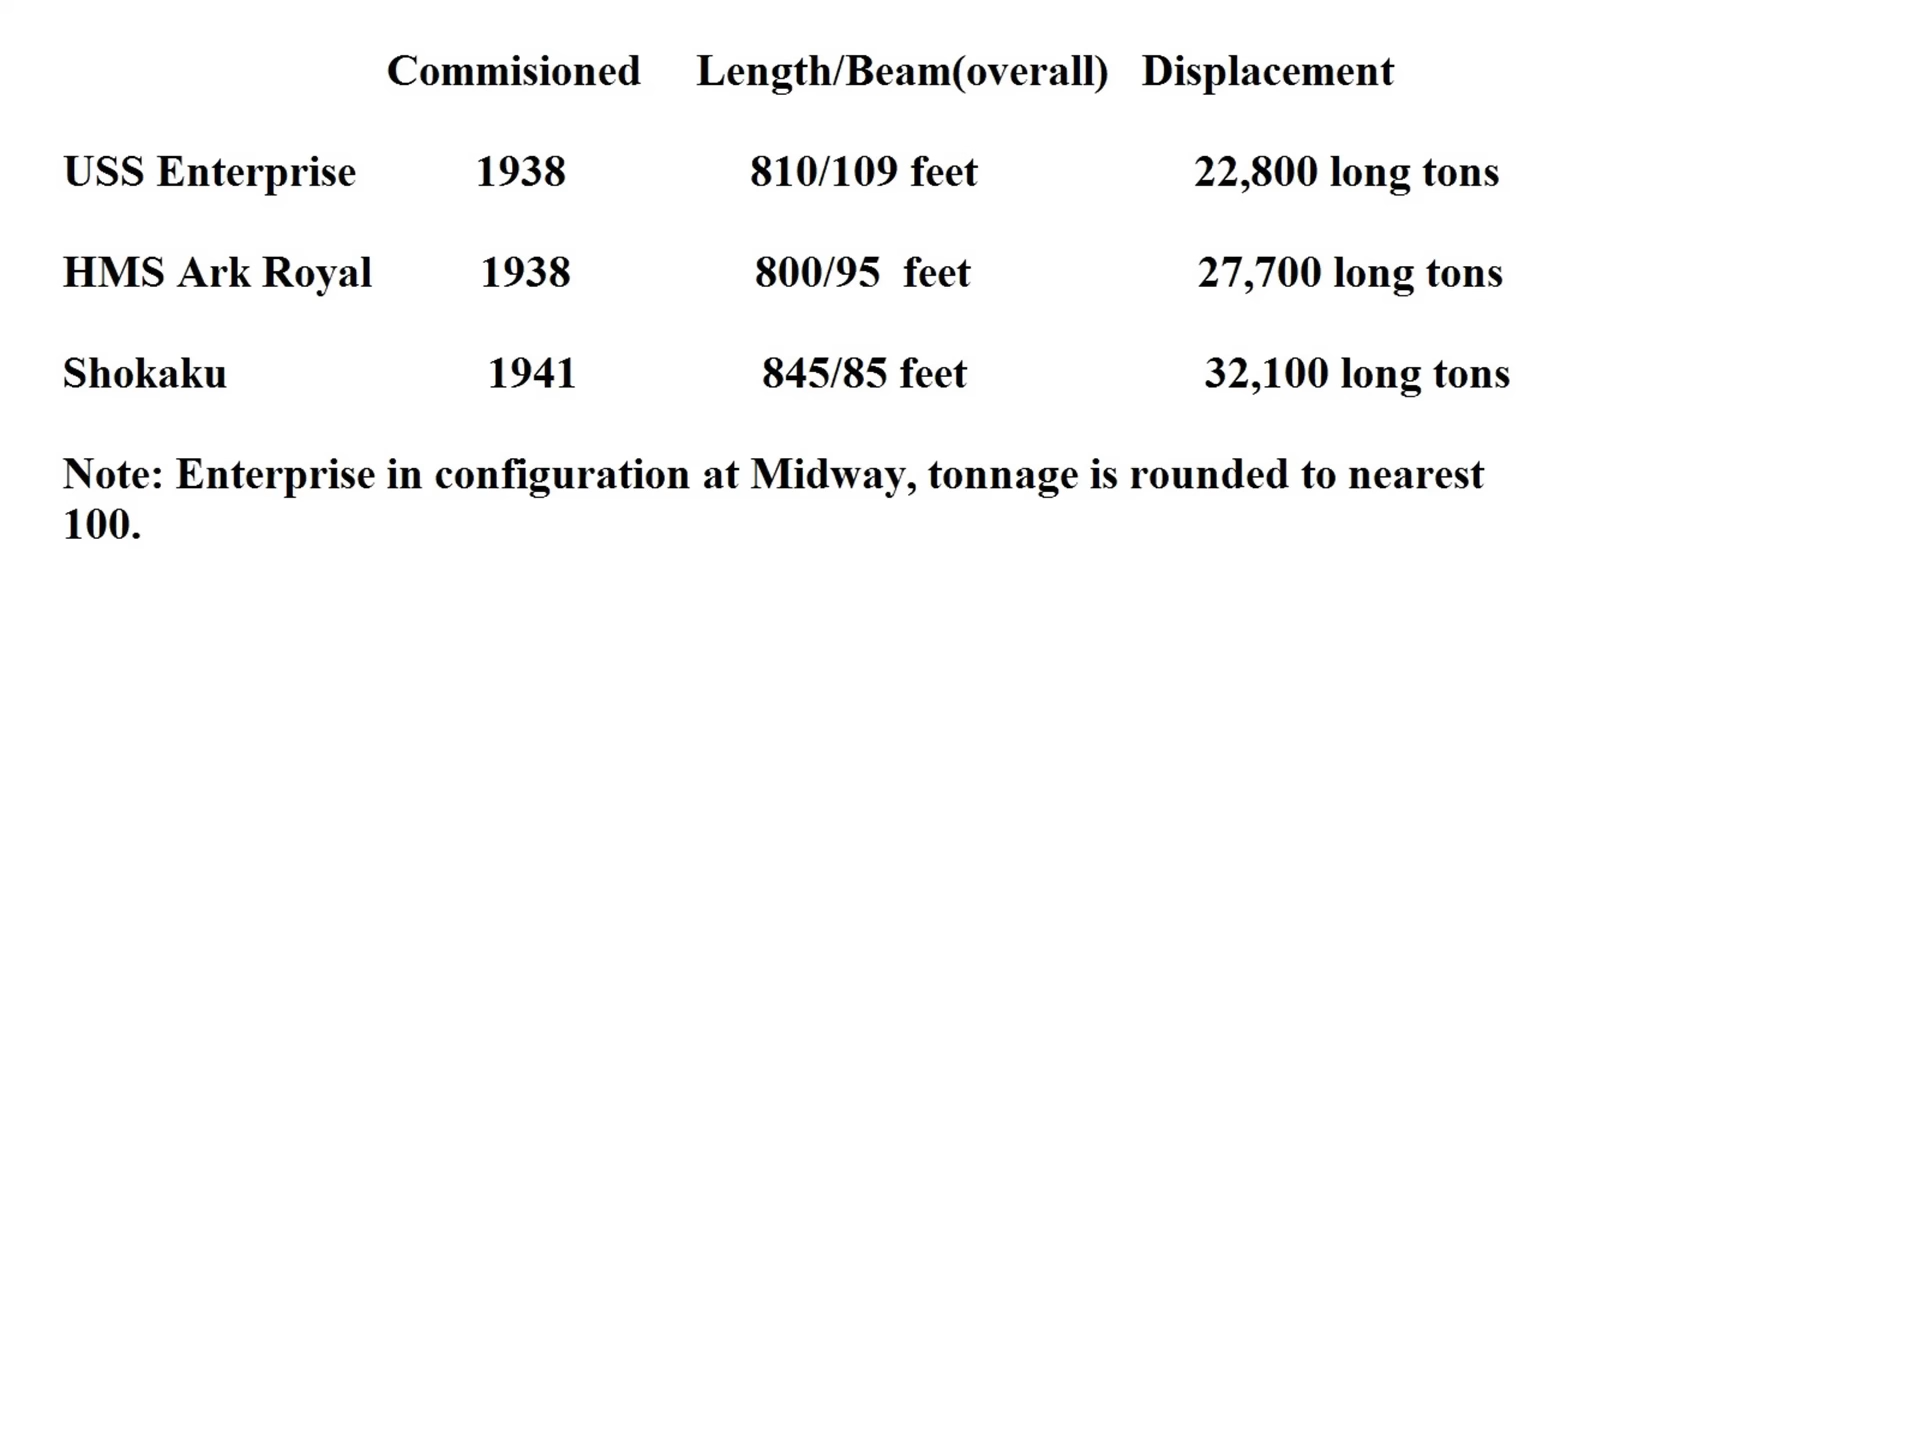 Commisioned Length/Beam(overall) Displacement
USS Enterprise 1938 810/109 feet 22,800 long tons
HMS Ark Royal 1938 800/95 feet 27,700 long tons
Shokaku 1941 845/85 feet 32,100 long tons
Note: Enterprise in configuration at Midway, tonnage is rounded to nearest
100.